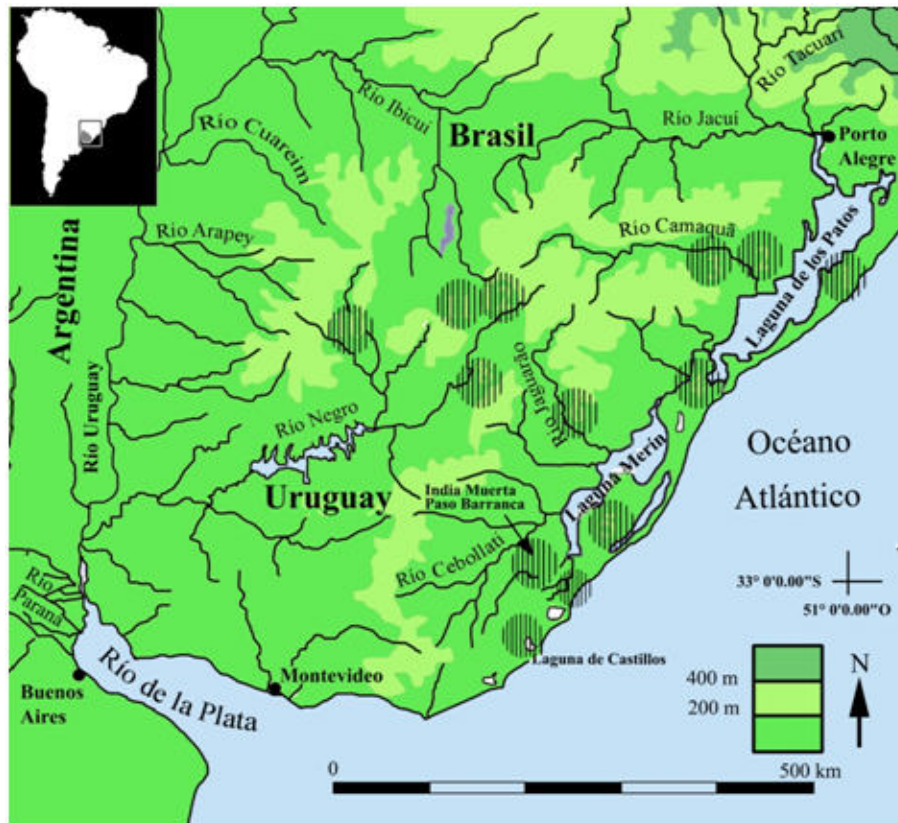 Río Tacuarí
Río Ibicuí
Río Cuareim
Brasil
Río Jacuí
Porto
Alegre
Río Arapey
Río Camaquã
Argentina
Laguna de los Patos
Río Uruguay
Río Jaguarão
Río Negro
Océano
Atlántico
Uruguay
India Muerta
Paso Barranca
Laguna Merín
Río Cebollatí
33° 0'0.00"S
51° 0'0.00"O
Río
Paraná
Laguna de Castillos
Río de la Plata
Montevideo
Buenos
Aires
400 m
200 m
N
0
500 km